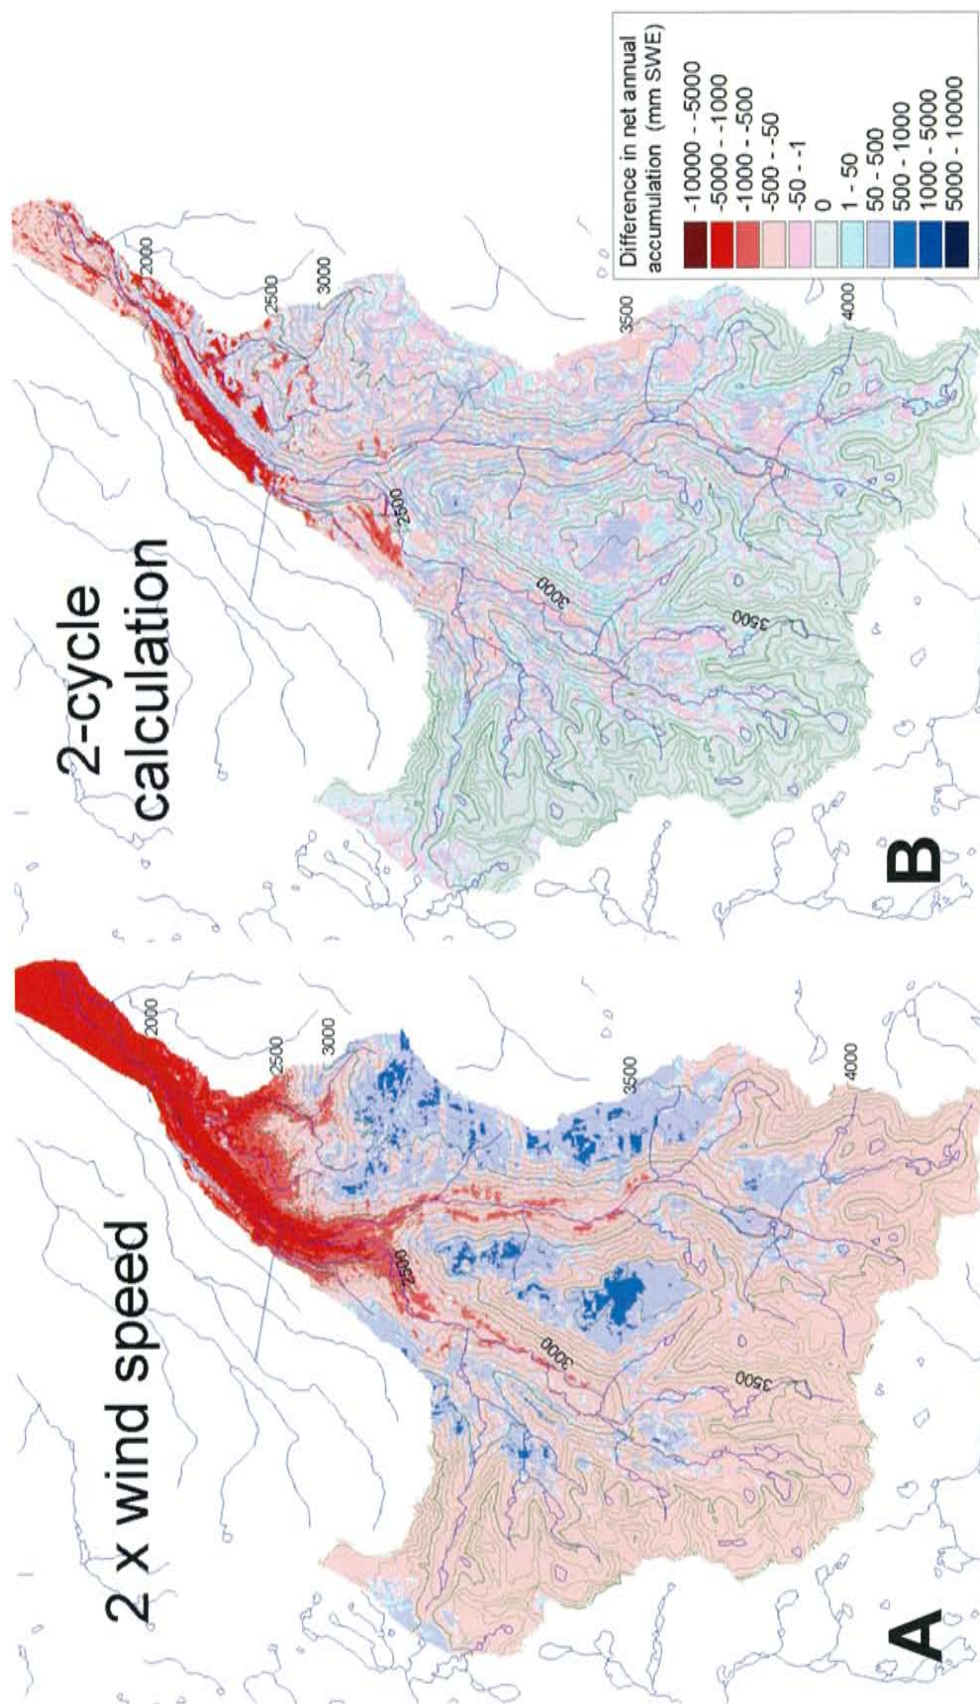 2 x wind speed
2000
2500
3000
2500
3000
3500
3500
4000
A
2-cycle
calculation
2000
2500
3000
2500
3000
3500
3500
4000
B
Difference in net annual
accumulation (mm SWE)
-10000 - -5000
-5000 - -1000
-1000 - -500
-500 - -50
-50 - -1
0
1 - 50
50 - 500
500 - 1000
1000 - 5000
5000 - 10000